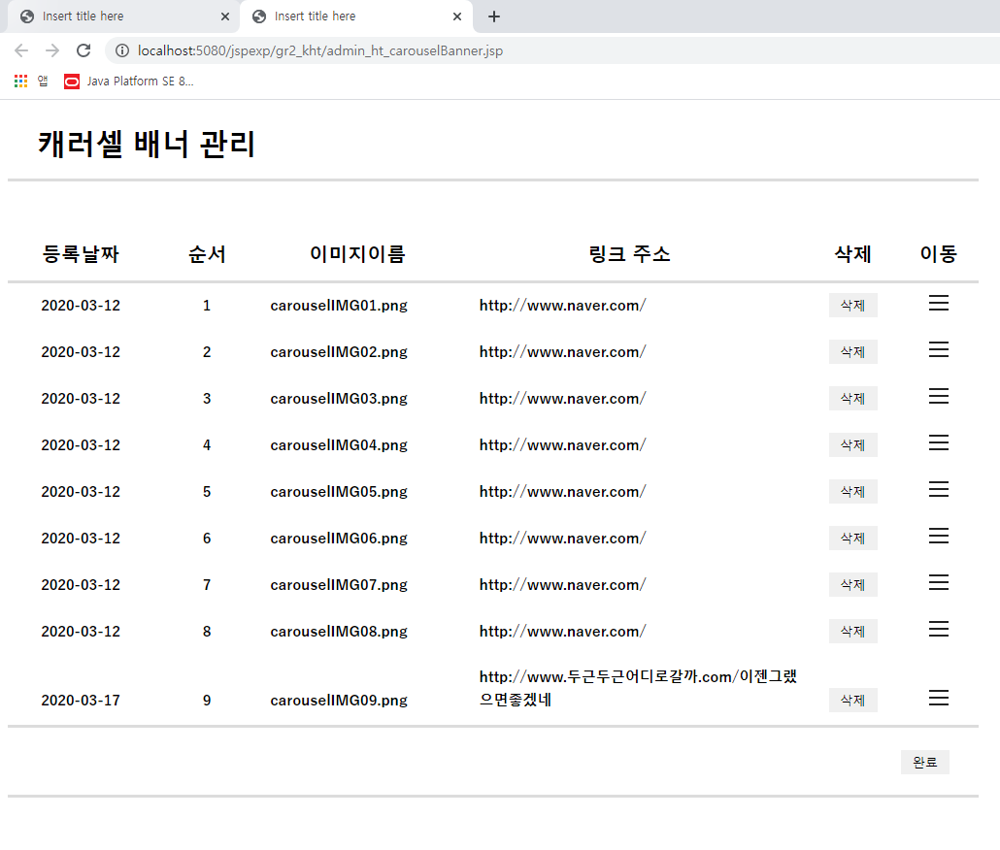 Insert title here
Insert title here
localhost:5080/jspexp/gr2_kht/admin_ht_carouselBanner.jsp
앱 Java Platform SE 8...
캐러셀 배너 관리
등록날짜 순서 이미지이름 링크 주소 삭제 이동
2020-03-12 1 carouselIMG01.png http://www.naver.com/ 삭제
2020-03-12 2 carouselIMG02.png http://www.naver.com/ 삭제
2020-03-12 3 carouselIMG03.png http://www.naver.com/ 삭제
2020-03-12 4 carouselIMG04.png http://www.naver.com/ 삭제
2020-03-12 5 carouselIMG05.png http://www.naver.com/ 삭제
2020-03-12 6 carouselIMG06.png http://www.naver.com/ 삭제
2020-03-12 7 carouselIMG07.png http://www.naver.com/ 삭제
2020-03-12 8 carouselIMG08.png http://www.naver.com/ 삭제
http://www.두근두근어디로갈까.com/이젠그랬
2020-03-17 9 carouselIMG09.png 으면좋겠네 삭제
완료